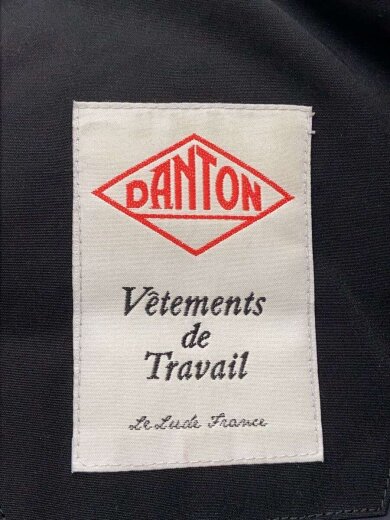 DANTON
Vêtements
de
Travail
Le Lude France